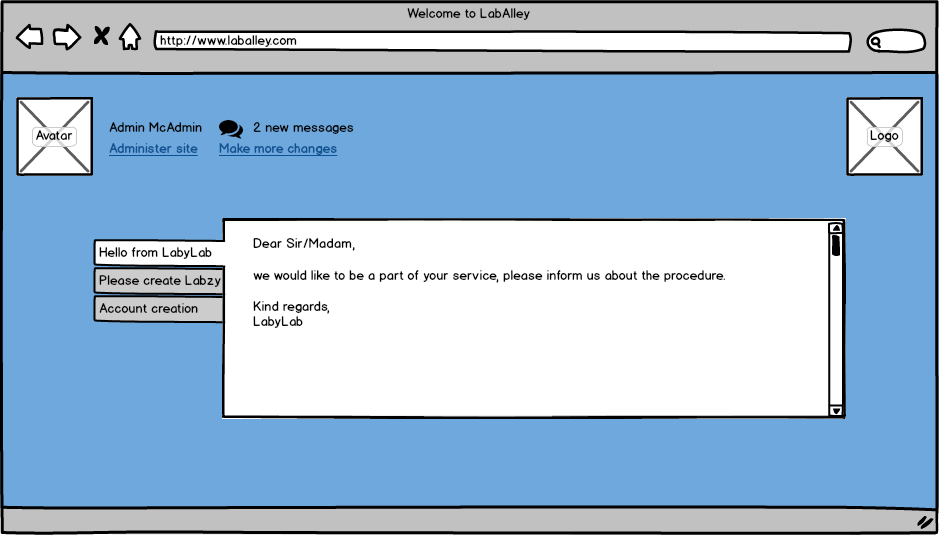 Welcome to LabAlley
http://www.laballey.com
Avatar
Admin McAdmin
2 new messages
Administer site
Make more changes
Logo
Hello from LabyLab
Please create Labzy
Account creation
Dear Sir/Madam,
we would like to be a part of your service, please inform us about the procedure.
Kind regards,
LabyLab